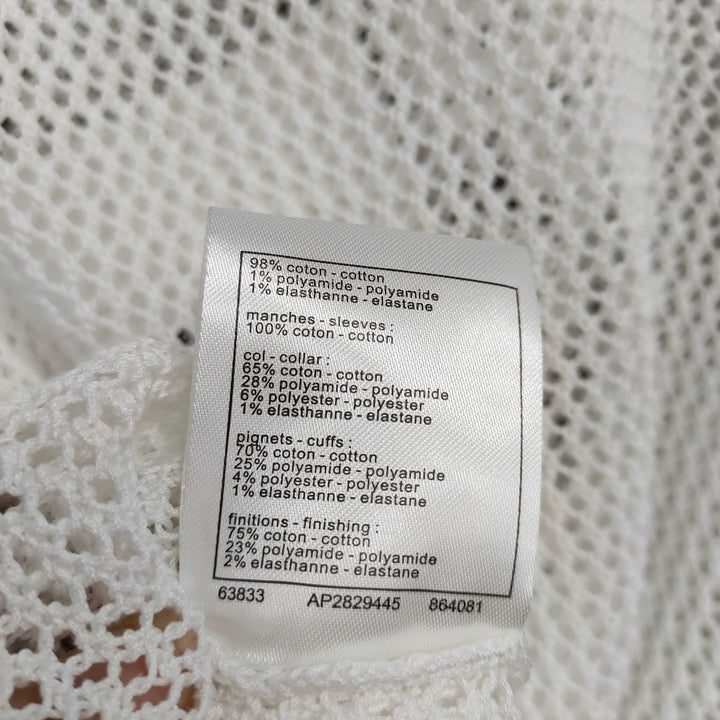 98% coton - cotton
1% polyamide - polyamide
1% elasthanne - elastane
manches - sleeves :
100% coton - cotton
col - collar :
65% coton - cotton
28% polyamide - polyamide
6% polyester - polyester
1% elasthanne - elastane
pignets - cuffs :
70% coton - cotton
25% polyamide - polyamide
4% polyester - polyester
1% elasthanne - elastane
finitions - finishing :
75% coton - cotton
23% polyamide - polyamide
2% elasthanne - elastane
63833 AP2829445 864081